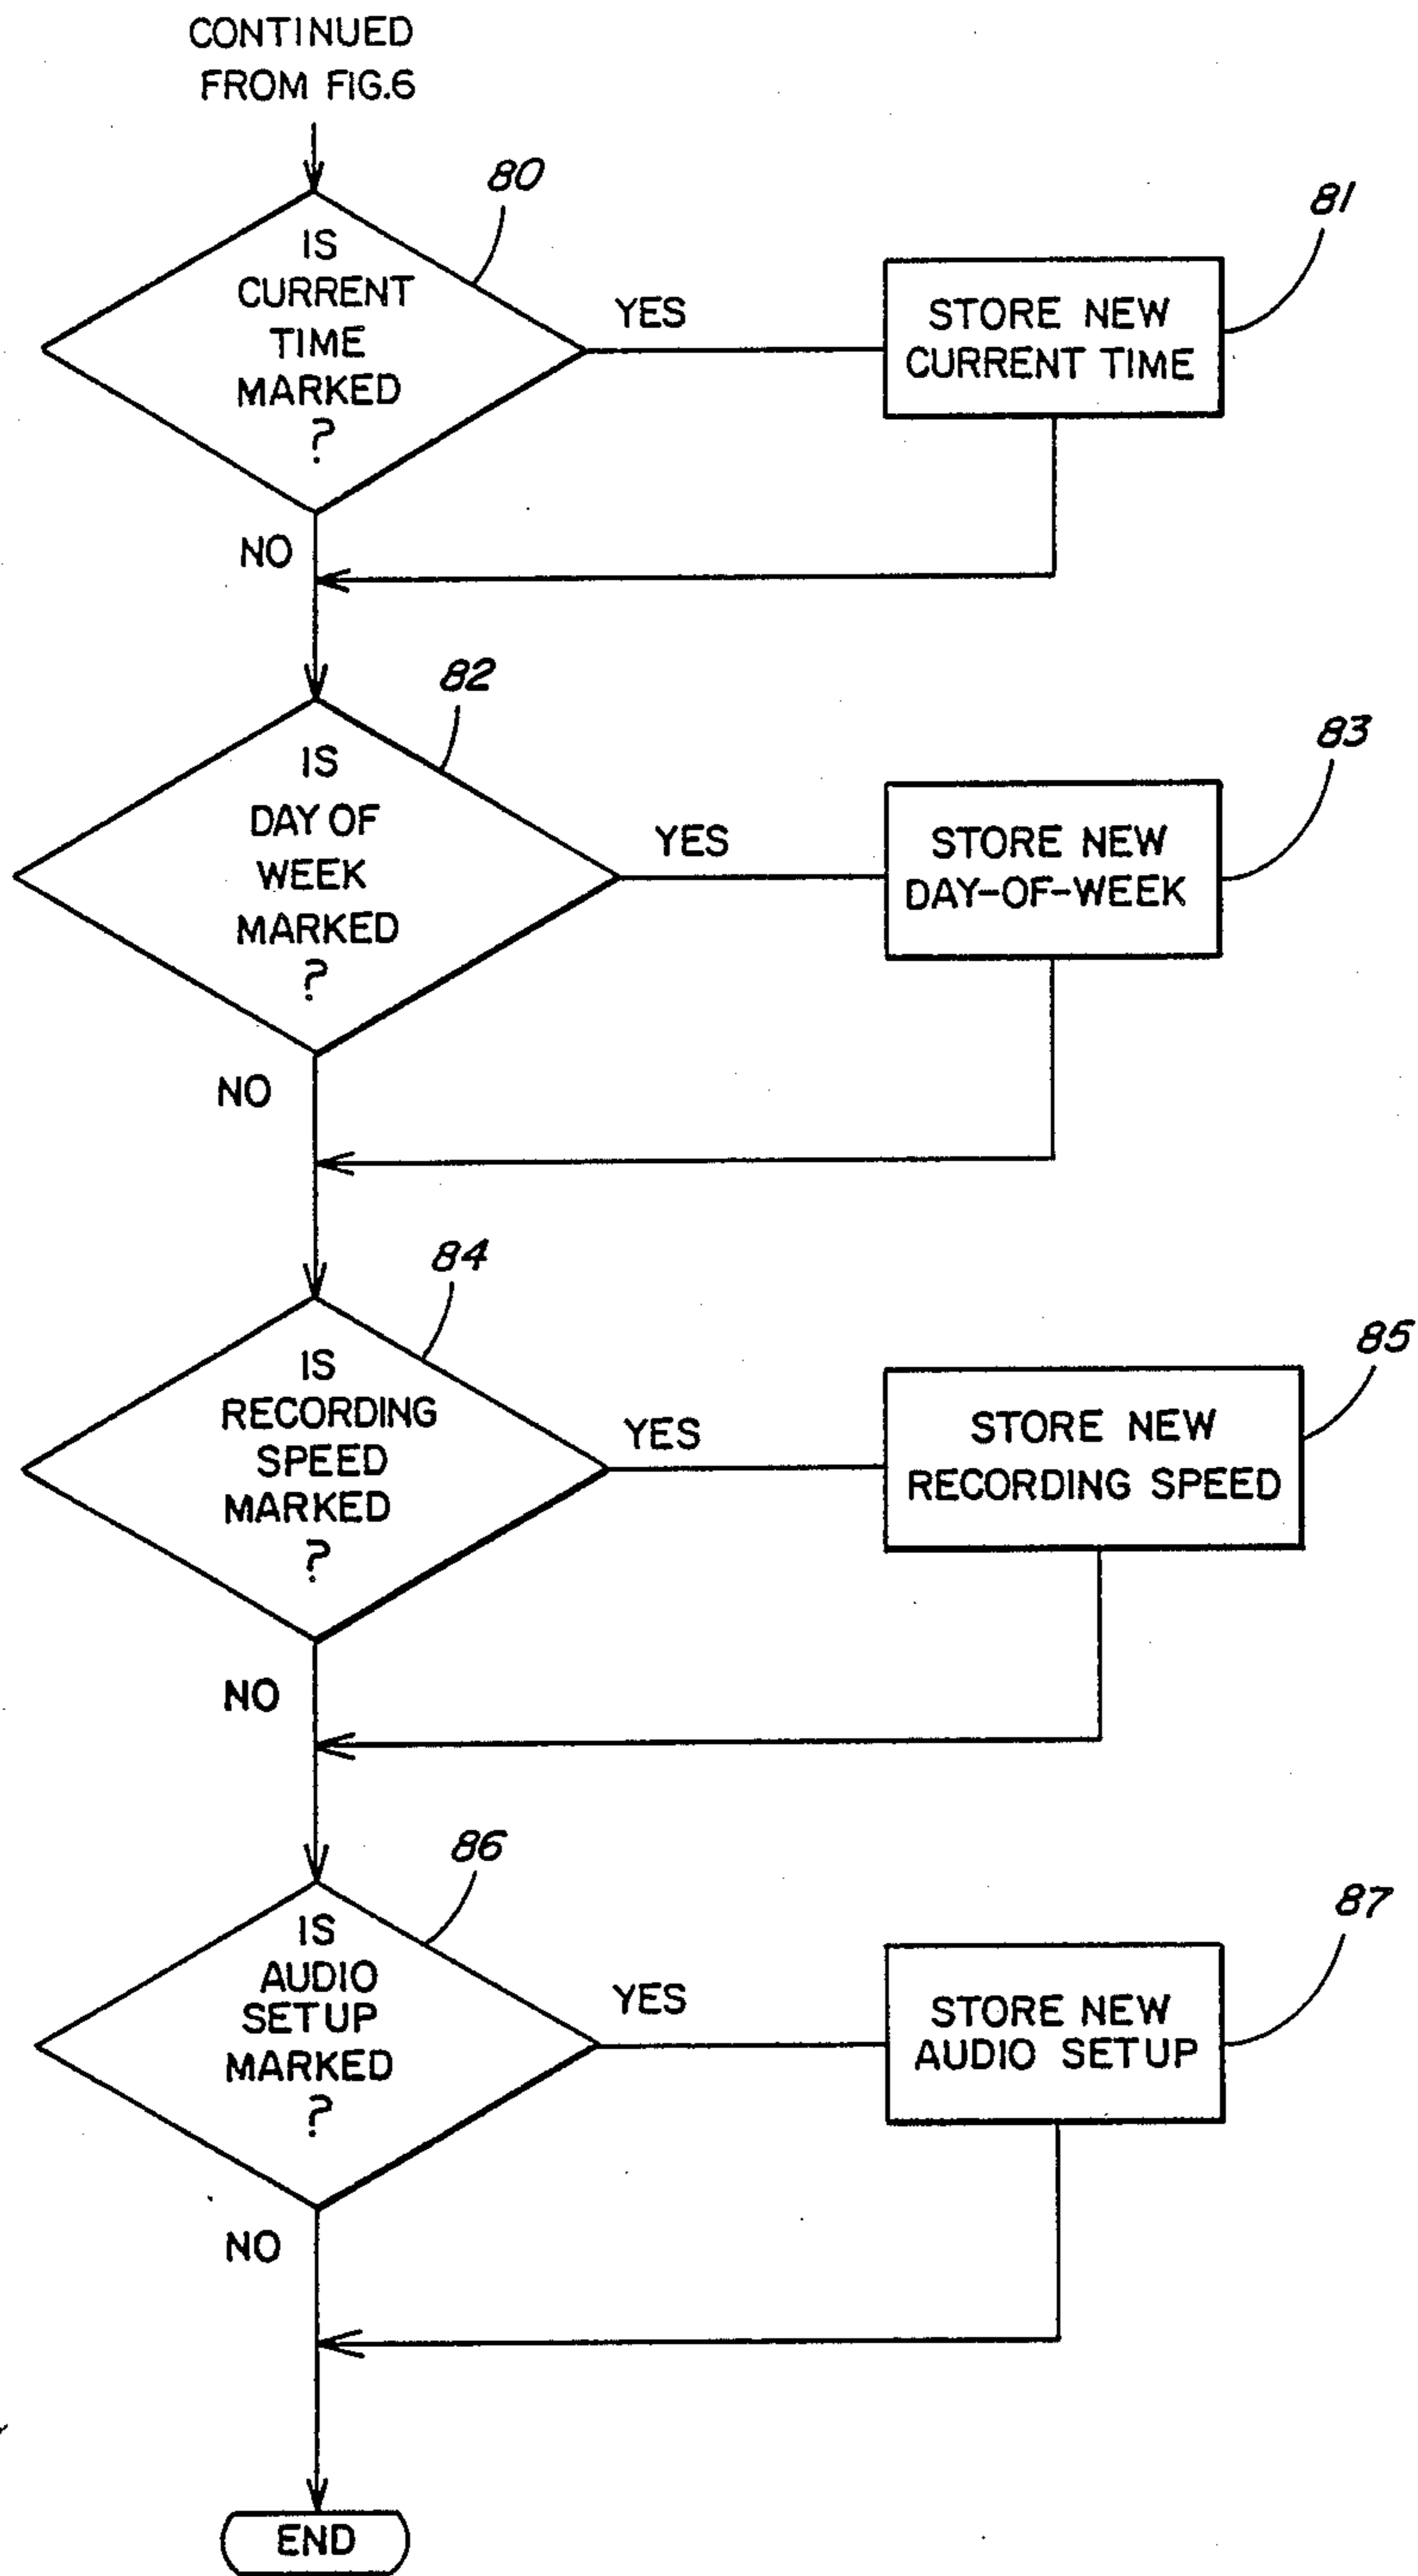 CONTINUED
FROM FIG.6
80
IS
CURRENT
TIME
MARKED
?
YES
81
STORE NEW
CURRENT TIME
NO
82
IS
DAY OF
WEEK
MARKED
?
YES
83
STORE NEW
DAY-OF-WEEK
NO
84
IS
RECORDING
SPEED
MARKED
?
YES
85
STORE NEW
RECORDING SPEED
NO
86
IS
AUDIO
SETUP
MARKED
?
YES
87
STORE NEW
AUDIO SETUP
NO
END